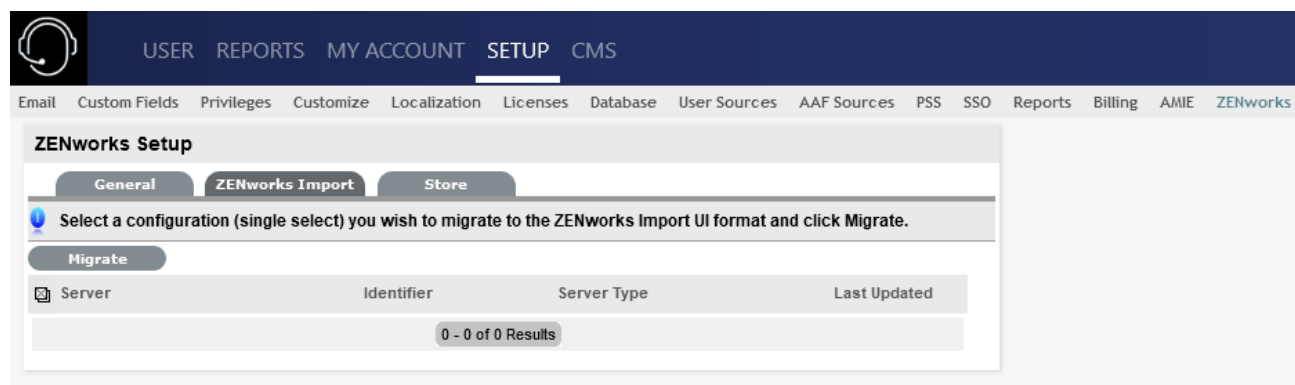 USER REPORTS MY ACCOUNT SETUP CMS
Email Custom Fields Privileges Customize Localization Licenses Database User Sources AAF Sources PSS SSO Reports Billing AMIE ZENworks
ZENworks Setup
General ZENworks Import Store
Select a configuration (single select) you wish to migrate to the ZENworks Import UI format and click Migrate.
Migrate
Server Identifier Server Type Last Updated
0 - 0 of 0 Results